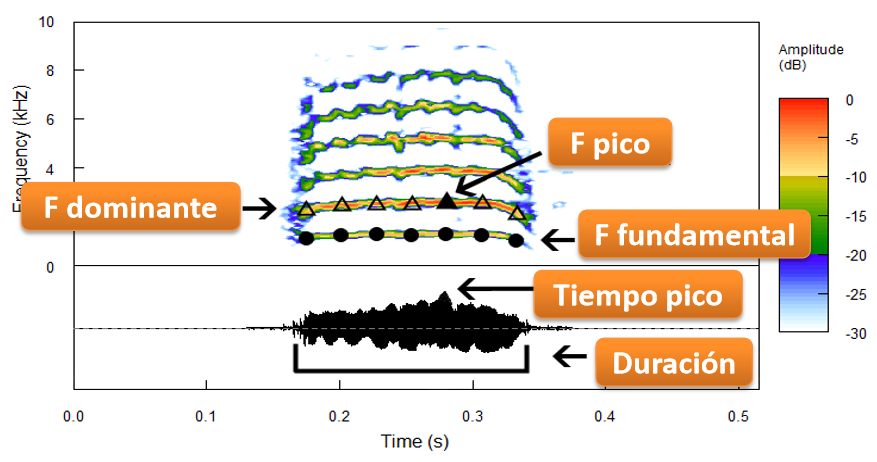 10
8
6
4
0
Frequency (kHz)
F pico
F dominante
F fundamental
Tiempo pico
Duración
0.0 0.1 0.2 0.3 0.4 0.5
Time (s)
Amplitude
(dB)
0
-5
-10
-15
-20
-25
-30